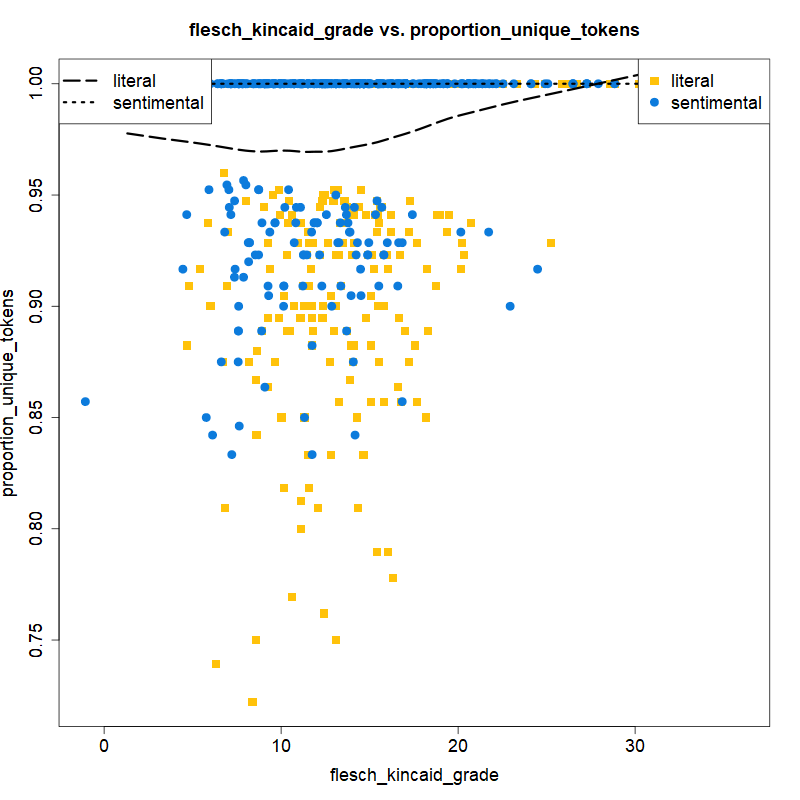 flesch_kincaid_grade vs. proportion_unique_tokens
literal
sentimental
literal
sentimental
proportion_unique_tokens
1.00
0.95
0.90
0.85
0.80
0.75
0
10
20
30
flesch_kincaid_grade